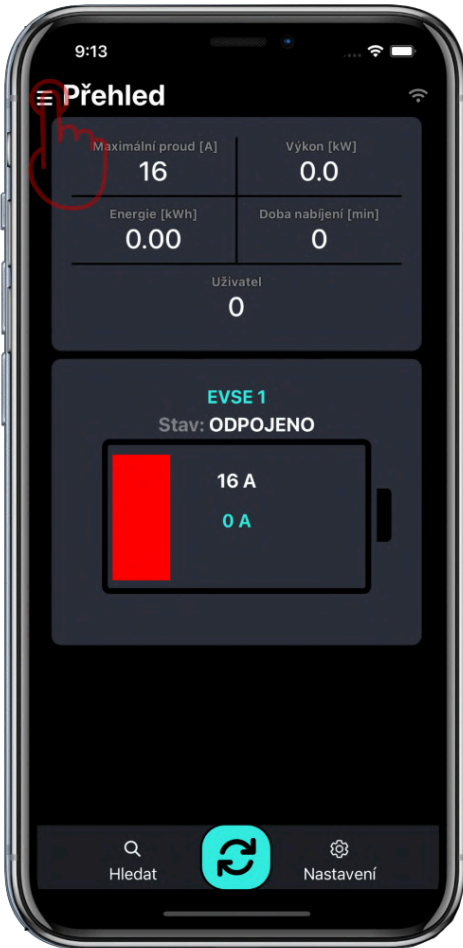 9:13
Přehled
Maximální proud [A]
Výkon [kW]
16
0.0
Energie [kWh]
Doba nabíjení [min]
0.00
0
Uživatel
0
EVSE 1
Stav: ODPOJENO
16 A
0 A
Hledat
Nastavení